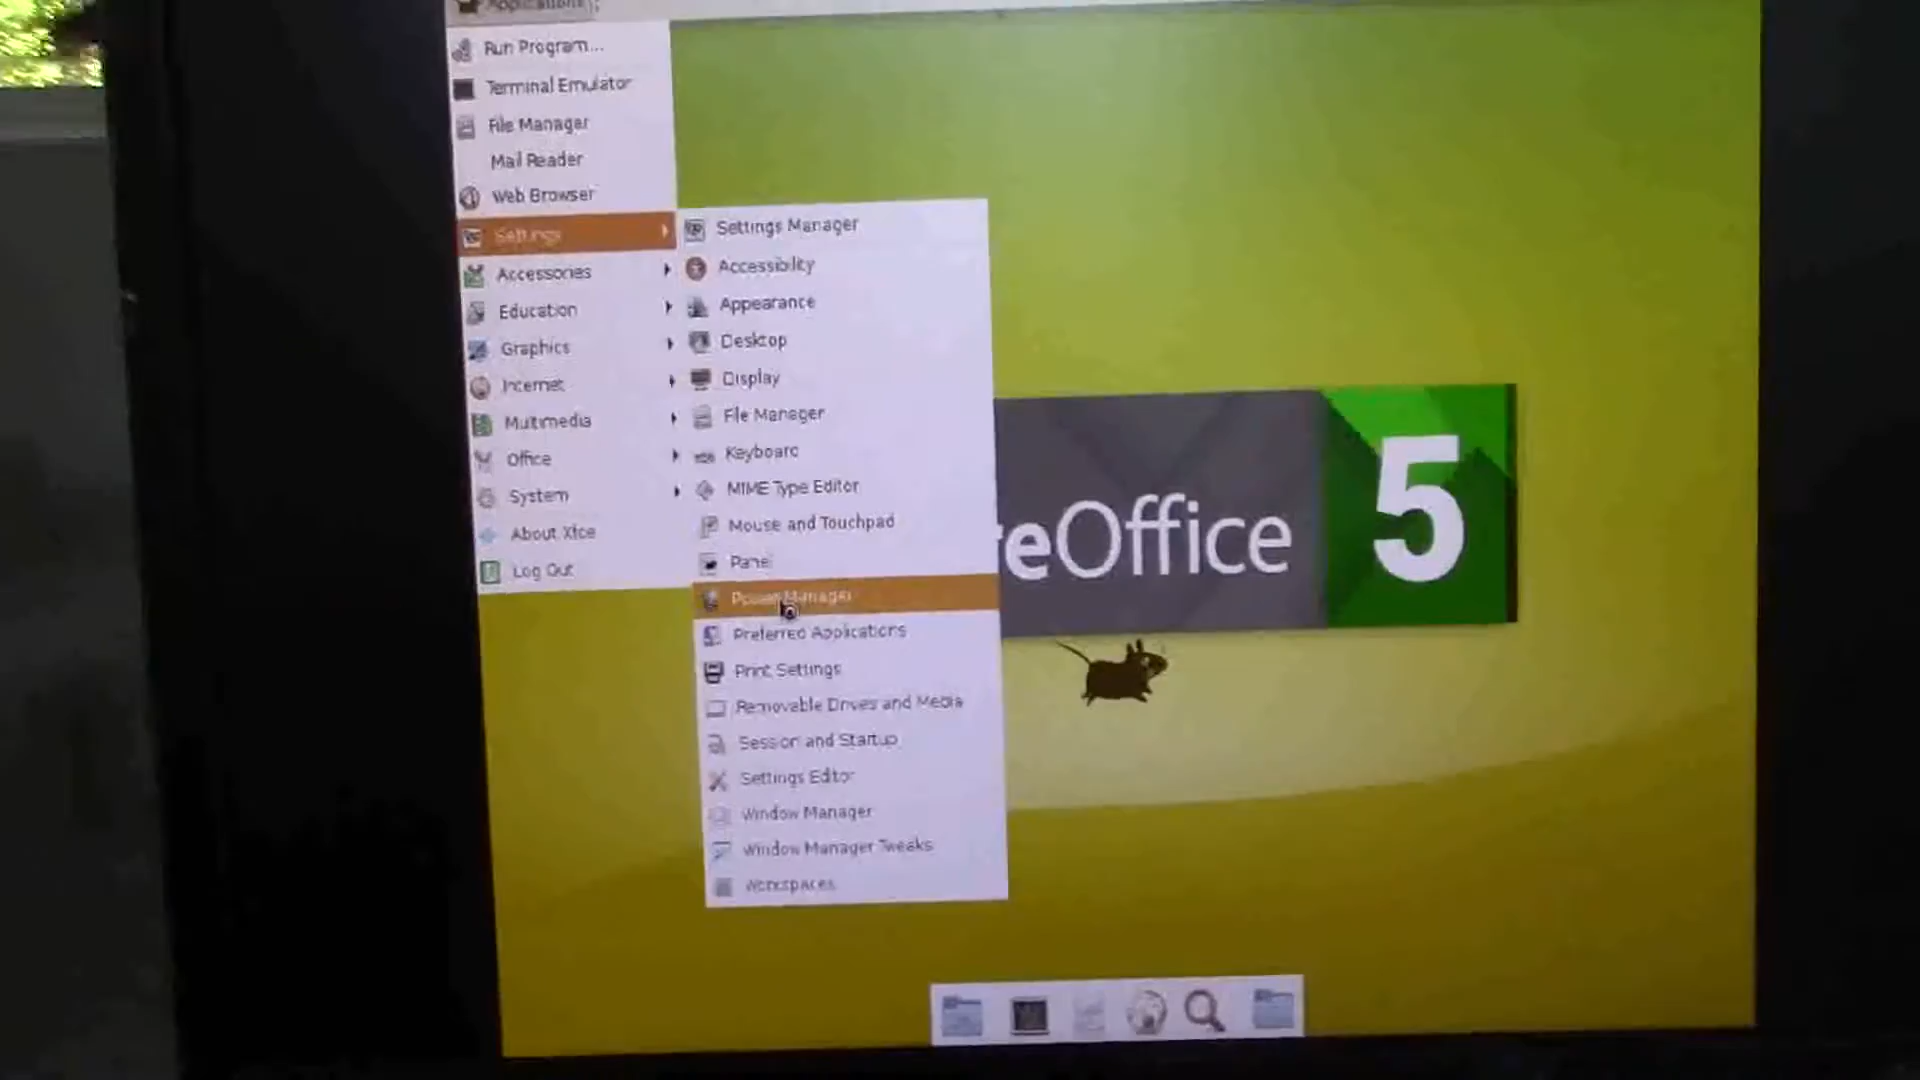 Applications
Run Program...
Terminal Emulator
File Manager
Mail Reader
Web Browser
Settings
Accessories
Education
Graphics
Internet
Multimedia
Office
System
About Xfce
Log Out
Settings Manager
Accessibility
Appearance
Desktop
Display
File Manager
Keyboard
MIME Type Editor
Mouse and Touchpad
Panel
Power Manager
Preferred Applications
Print Settings
Removable Drives and Media
Session and Startup
Settings Editor
Window Manager
Window Manager Tweaks
Workspaces
reOffice 5